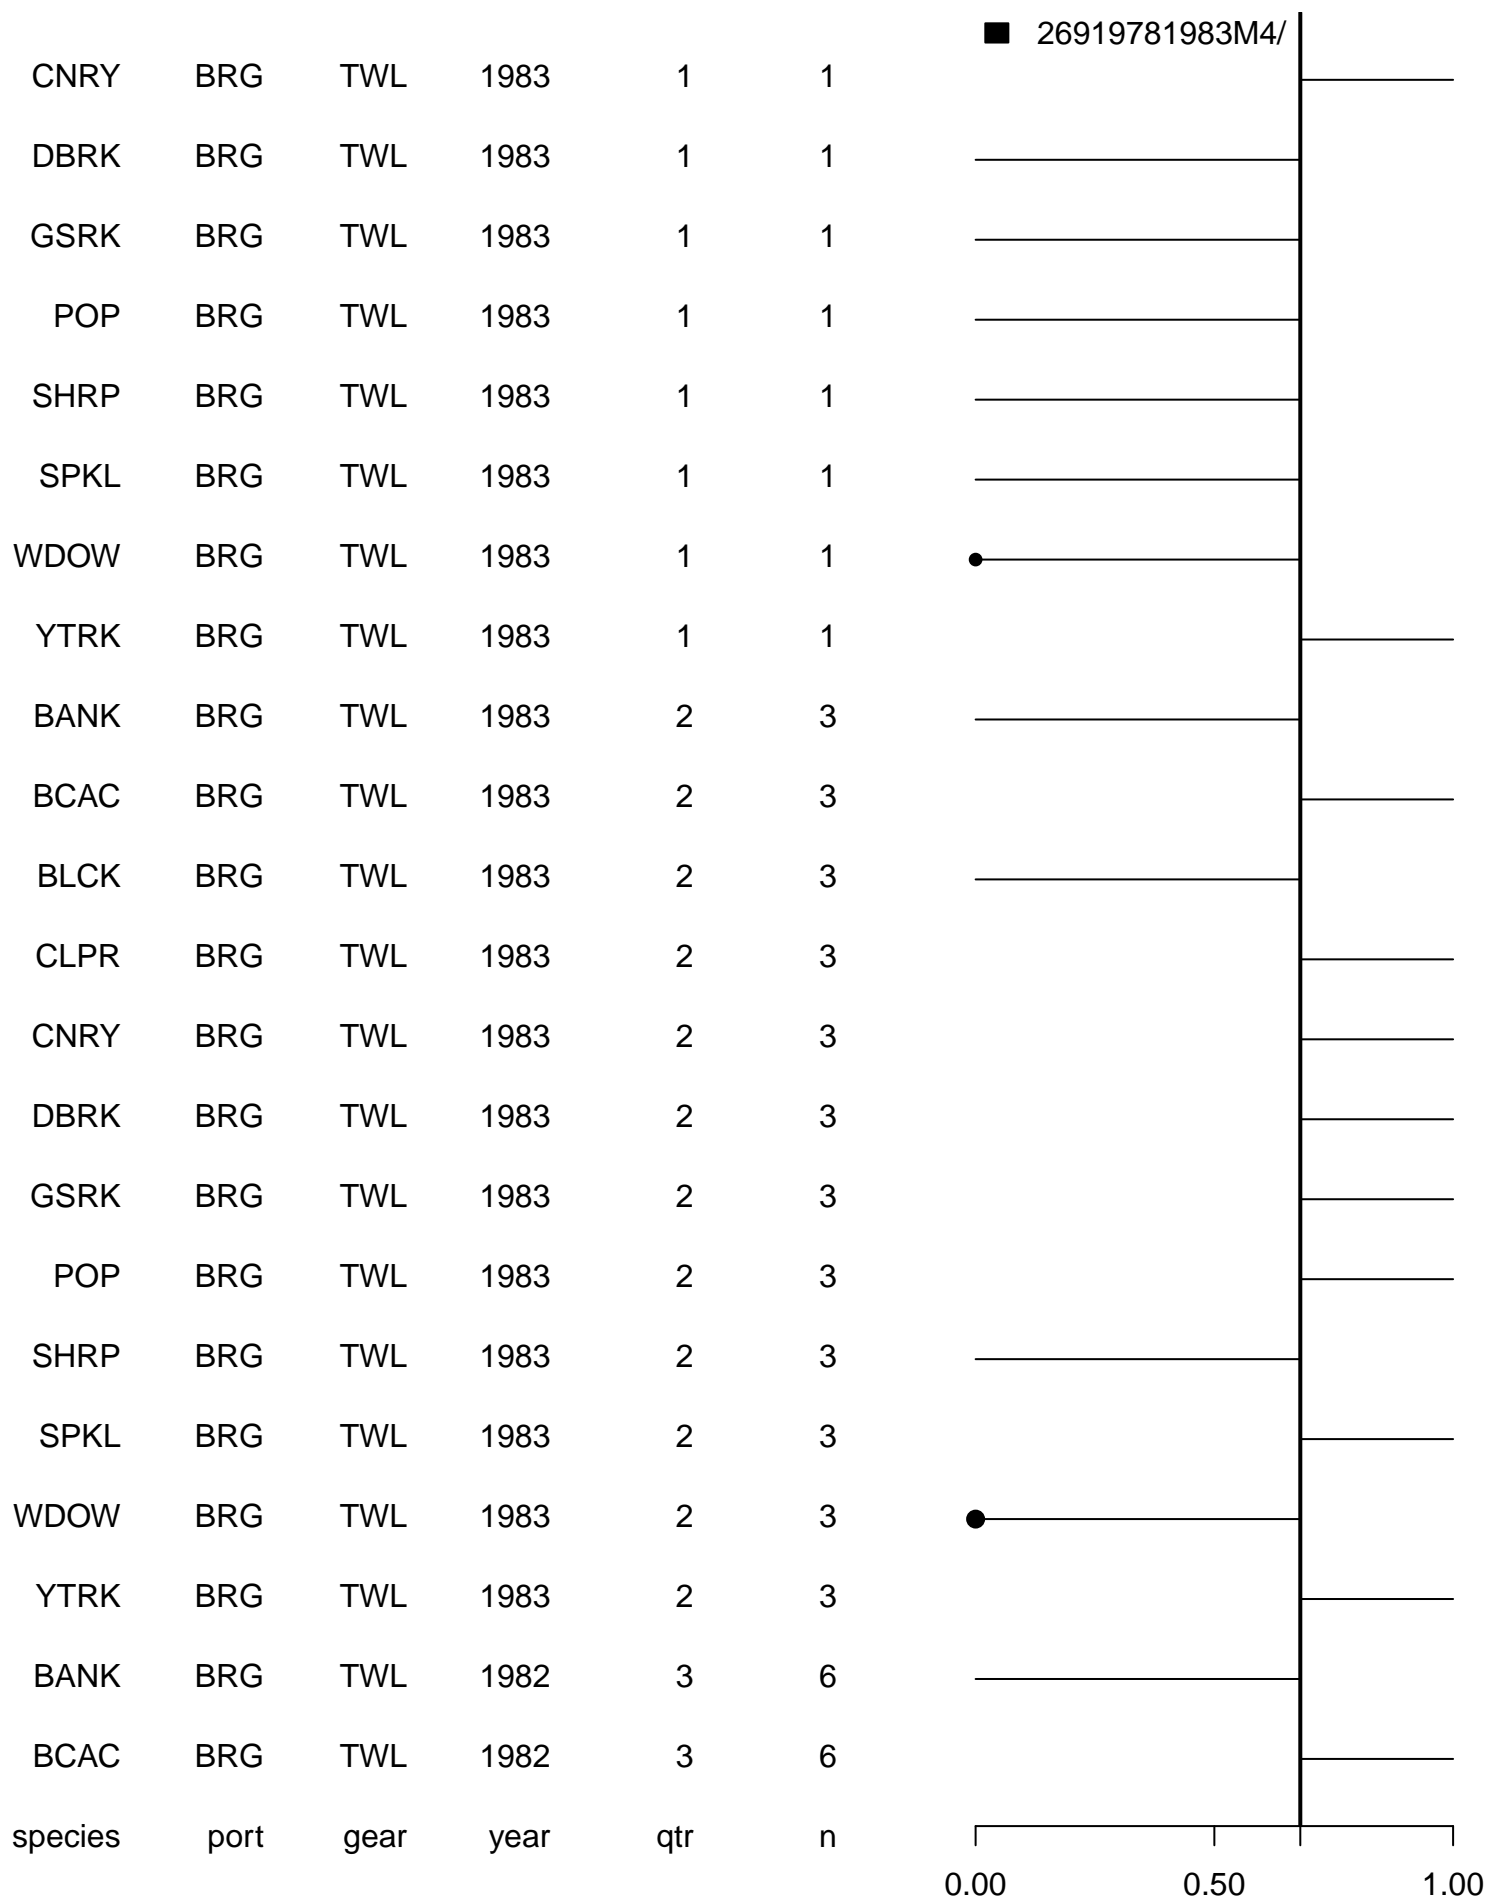 26919781983M4/
CNRY BRG TWL 1983 1 1
DBRK BRG TWL 1983 1 1
GSRK BRG TWL 1983 1 1
POP BRG TWL 1983 1 1
SHRP BRG TWL 1983 1 1
SPKL BRG TWL 1983 1 1
WDOW BRG TWL 1983 1 1
YTRK BRG TWL 1983 1 1
BANK BRG TWL 1983 2 3
BCAC BRG TWL 1983 2 3
BLCK BRG TWL 1983 2 3
CLPR BRG TWL 1983 2 3
CNRY BRG TWL 1983 2 3
DBRK BRG TWL 1983 2 3
GSRK BRG TWL 1983 2 3
POP BRG TWL 1983 2 3
SHRP BRG TWL 1983 2 3
SPKL BRG TWL 1983 2 3
WDOW BRG TWL 1983 2 3
YTRK BRG TWL 1983 2 3
BANK BRG TWL 1982 3 6
BCAC BRG TWL 1982 3 6
species port gear year qtr n
0.00 0.50 1.00